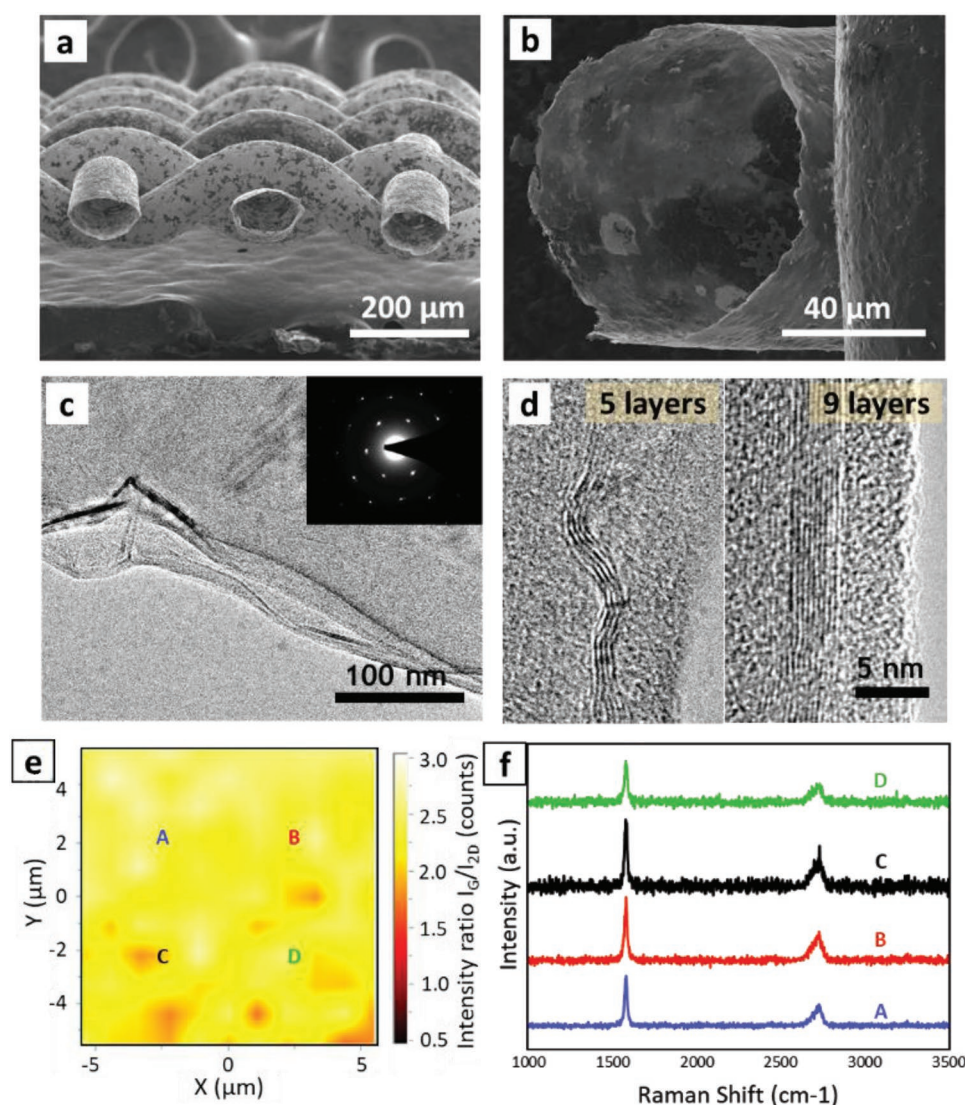 a
200 µm
b
40 µm
c
100 nm
d
5 layers
9 layers
5 nm
e
4
2
0
-2
-4
Y (µm)
-5
0
5
X (µm)
A
B
C
D
3.0
2.5
2.0
1.5
1.0
0.5
Intensity ratio I_G/I_2D (counts)
f
Intensity (a.u.)
D
C
B
A
1000
1500
2000
2500
3000
3500
Raman Shift (cm-1)